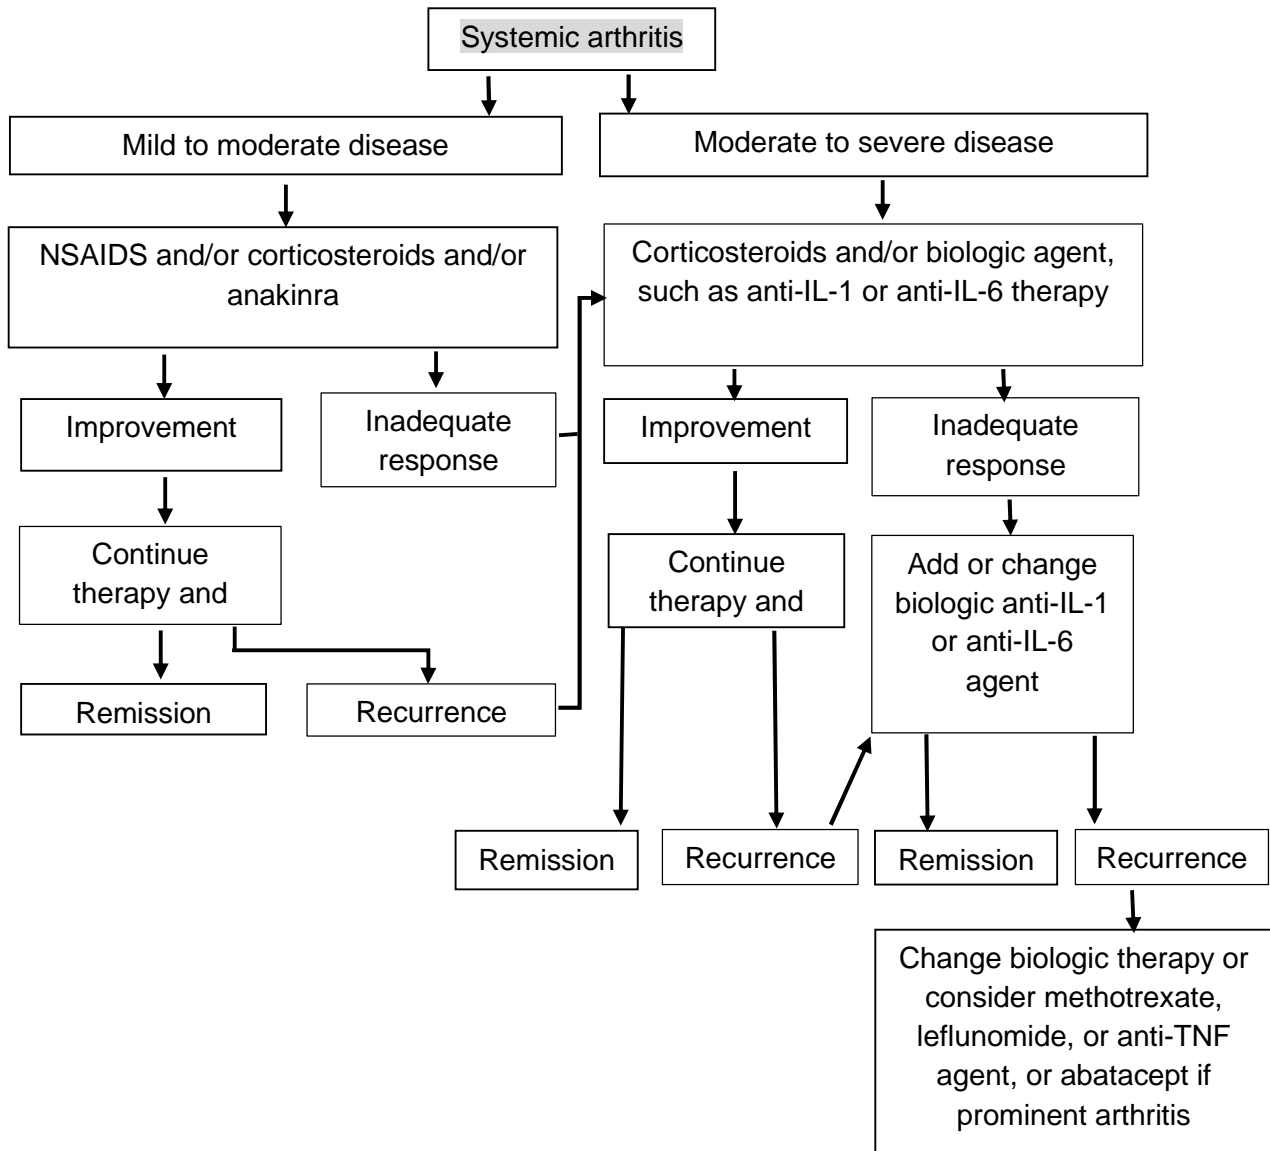 Systemic arthritis
Mild to moderate disease
Moderate to severe disease
NSAIDS and/or corticosteroids and/or
anakinra
Corticosteroids and/or biologic agent,
such as anti-IL-1 or anti-IL-6 therapy
Improvement
Inadequate
response
Improvement
Inadequate
response
Continue
therapy and
Continue
therapy and
Add or change
biologic anti-IL-1
or anti-IL-6
agent
Remission
Recurrence
Remission
Recurrence
Remission
Recurrence
Change biologic therapy or
consider methotrexate,
leflunomide, or anti-TNF
agent, or abatacept if
prominent arthritis